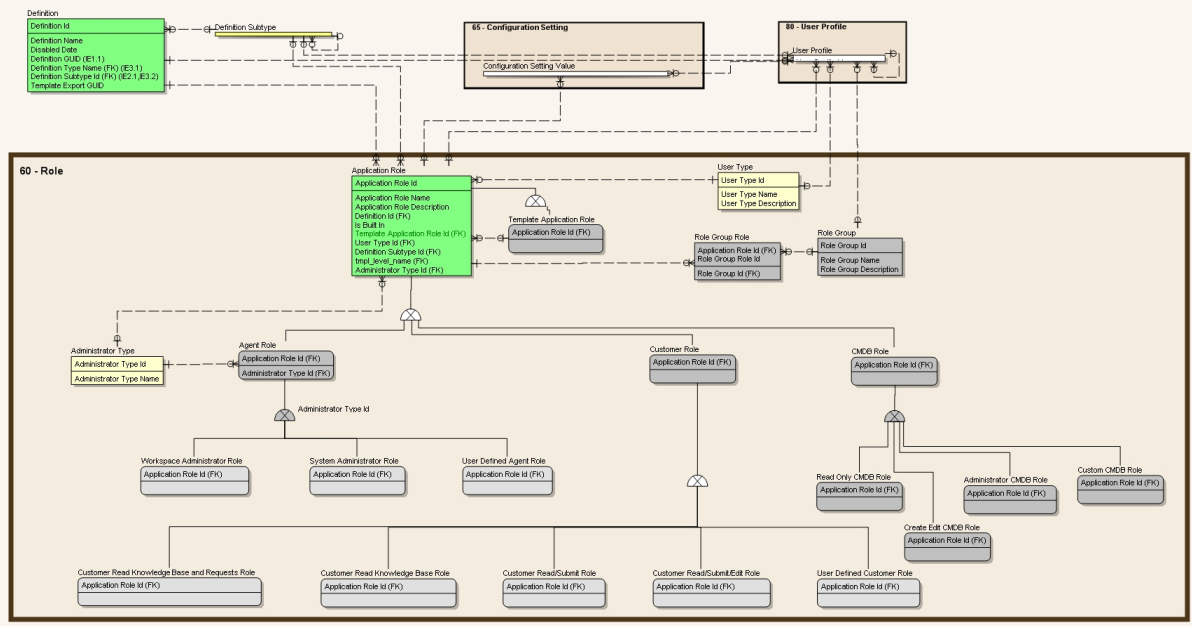 Definition
Definition Id
Definition Name
Disabled Date
Definition GUID (IE1.1)
Definition Type Name (FK) (IE3.1)
Definition Subtype Id (FK) (IE2.1,IE3.2)
Template Export GUID
Definition Subtype
65 - Configuration Setting
Configuration Setting Value
80 - User Profile
User Profile
60 - Role
Application Role
Application Role Id
Application Role Name
Application Role Description
Definition Id (FK)
Is Built In
Template Application Role Id (FK)
User Type Id (FK)
Definition Subtype Id (FK)
tmpl_level_name (FK)
Administrator Type Id (FK)
Template Application Role
Application Role Id (FK)
User Type
User Type Id
User Type Name
User Type Description
Role Group Role
Application Role Id (FK)
Role Group Role Id
Role Group Id (FK)
Role Group
Role Group Id
Role Group Name
Role Group Description
Administrator Type
Administrator Type Id
Administrator Type Name
Agent Role
Application Role Id (FK)
Administrator Type Id (FK)
Customer Role
Application Role Id (FK)
CMDB Role
Application Role Id (FK)
Administrator Type Id
Workspace Administrator Role
Application Role Id (FK)
System Administrator Role
Application Role Id (FK)
User Defined Agent Role
Application Role Id (FK)
Read Only CMDB Role
Application Role Id (FK)
Administrator CMDB Role
Application Role Id (FK)
Custom CMDB Role
Application Role Id (FK)
Create Edit CMDB Role
Application Role Id (FK)
Customer Read Knowledge Base and Requests Role
Application Role Id (FK)
Customer Read Knowledge Base Role
Application Role Id (FK)
Customer Read/Submit Role
Application Role Id (FK)
Customer Read/Submit/Edit Role
Application Role Id (FK)
User Defined Customer Role
Application Role Id (FK)